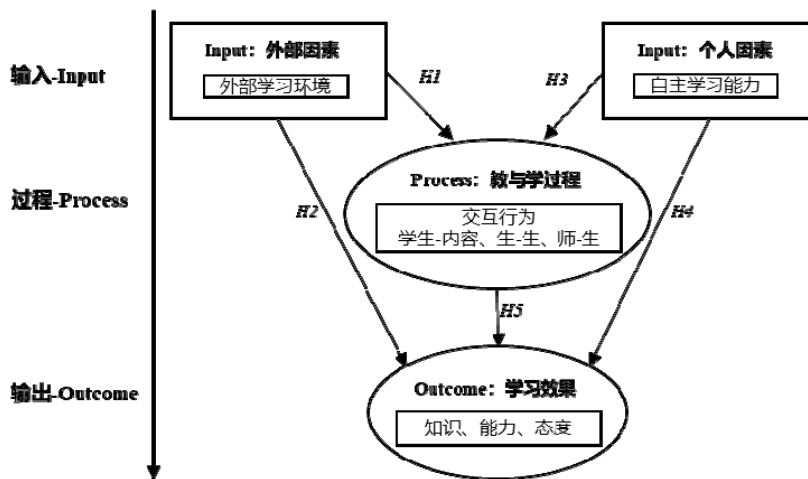 Input：外部因素
外部学习环境
Input：个人因素
自主学习能力
输入-Input
H1
H3
过程-Process
Process：教与学过程
交互行为
学生-内容、生-生、师-生
H2
H4
H5
输出-Outcome
Outcome：学习效果
知识、能力、态度